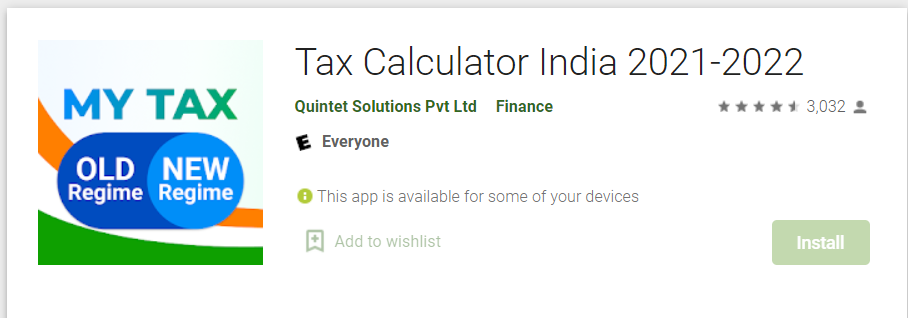 MY TAX
OLD NEW
Regime Regime
Tax Calculator India 2021-2022
Quintet Solutions Pvt Ltd Finance 3,032
E Everyone
This app is available for some of your devices
Add to wishlist
Install